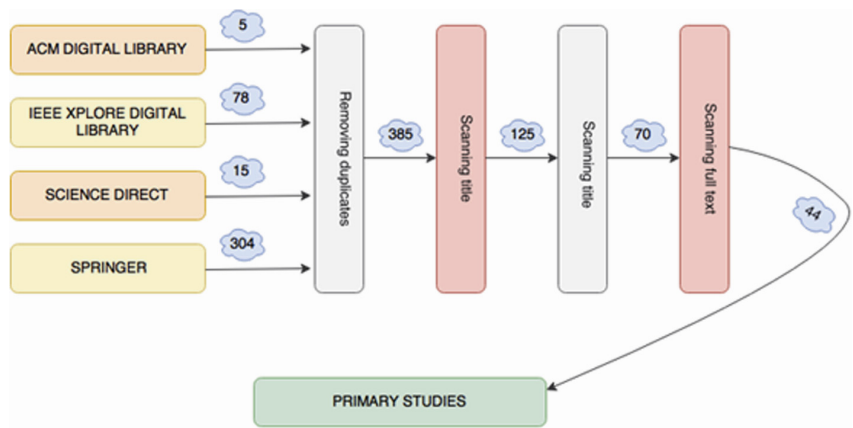 5
ACM DIGITAL LIBRARY
78
IEEE XPLORE DIGITAL
LIBRARY
15
SCIENCE DIRECT
304
SPRINGER
Removing duplicates
385
Scanning title
125
Scanning title
70
Scanning full text
44
PRIMARY STUDIES